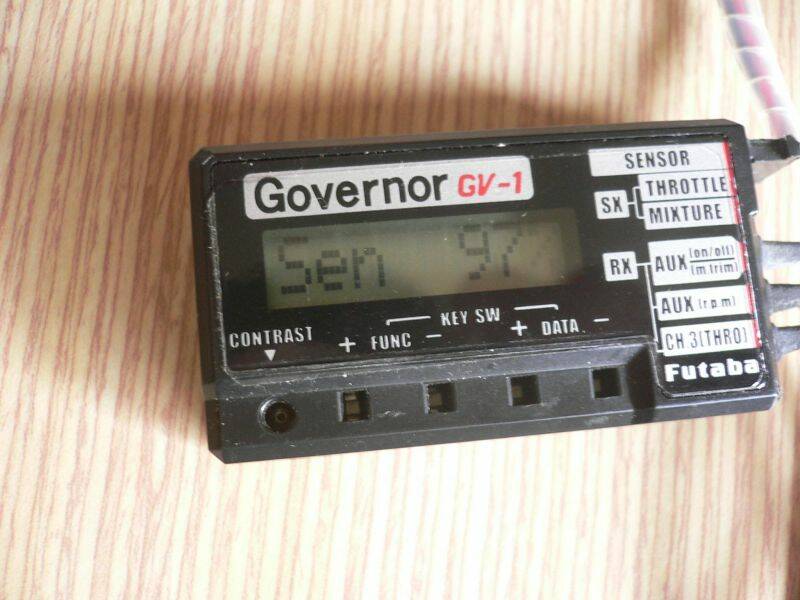 Governor GV-1
Sen 97
CONTRAST
+ FUNC -
KEY SW
+ DATA -
SENSOR
SX
THROTTLE
MIXTURE
RX
AUX (on/off)
(m.trim)
AUX (r.p.m)
CH.3(THRO)
Futaba